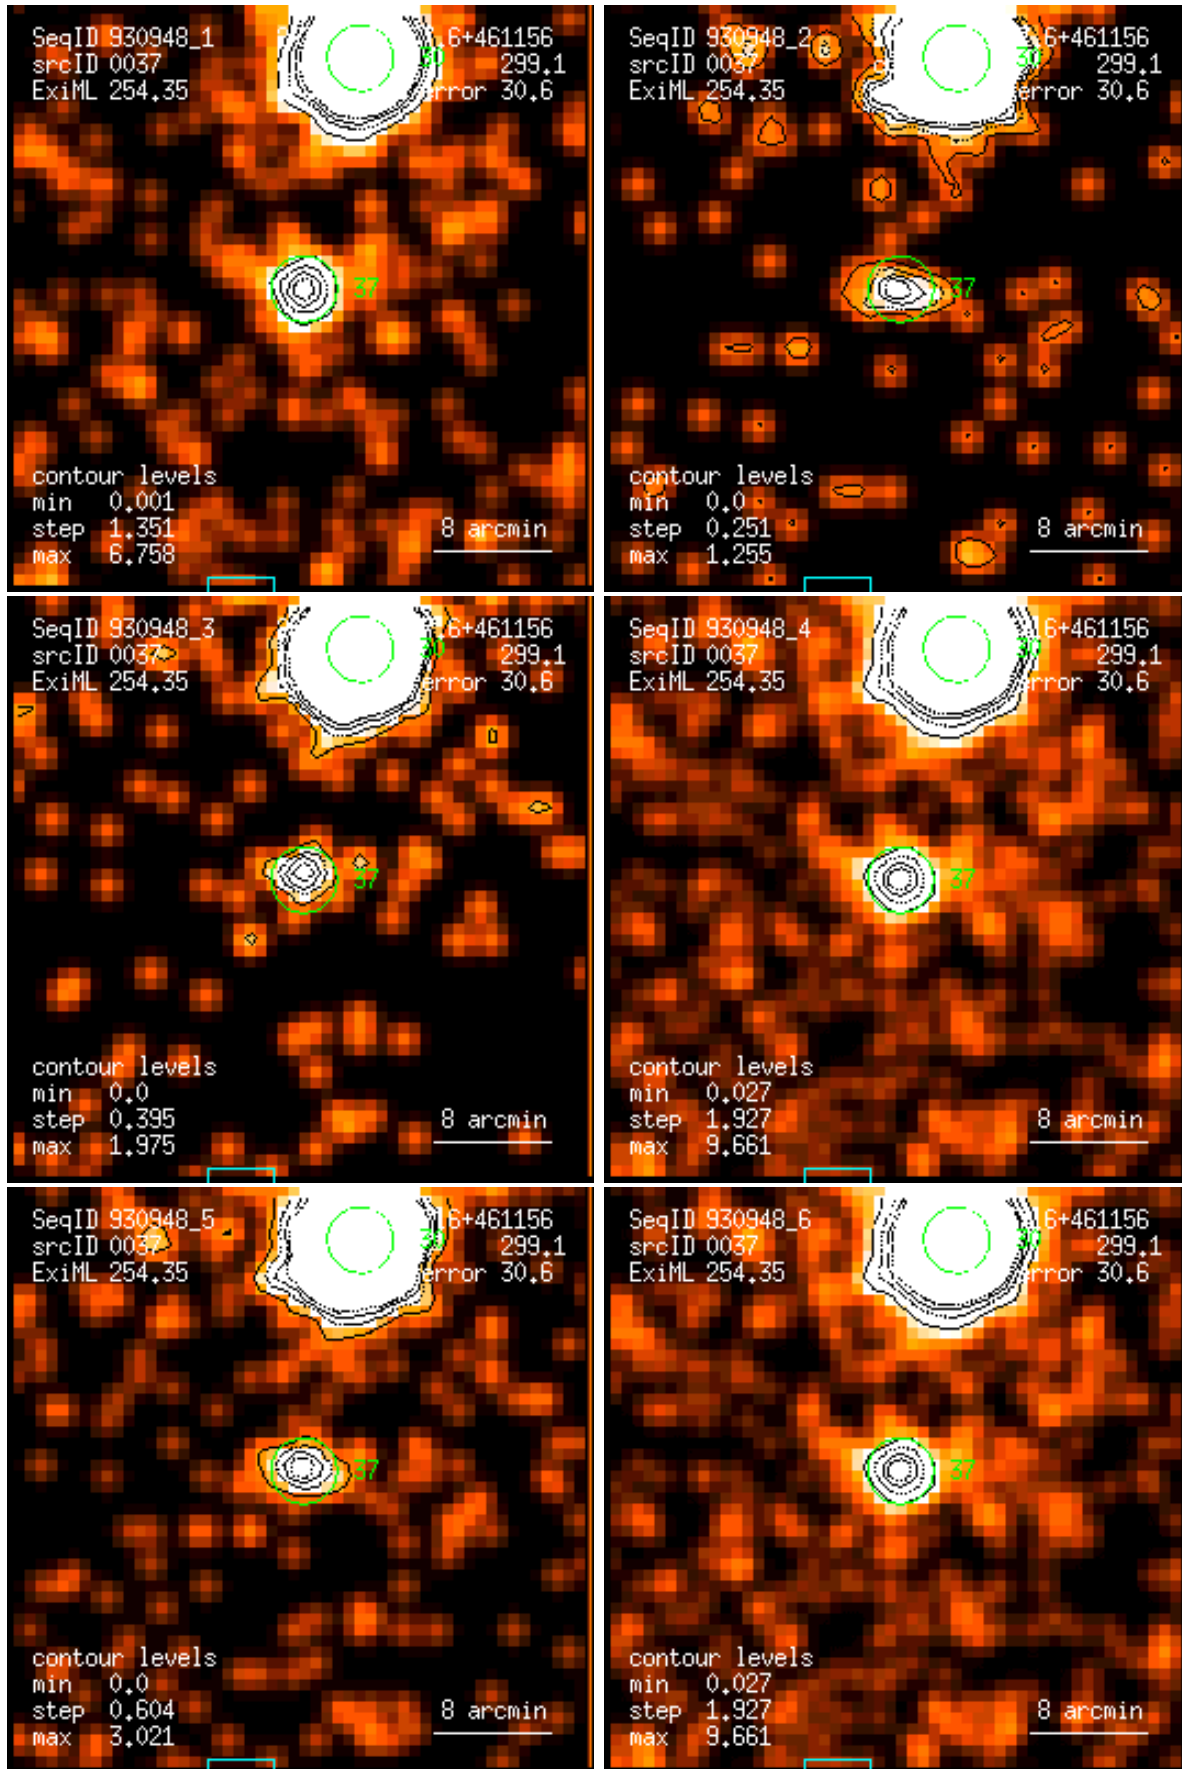 SeqID 930948_1
6+461156
srcID 0037
299.1
ExiML 254.35
error 30.6
37
contour levels
min 0.001
step 1.351
max 6.758
8 arcmin
SeqID 930948_2
6+461156
srcID 0037
299.1
ExiML 254.35
error 30.6
37
contour levels
min 0.0
step 0.251
max 1.255
8 arcmin
SeqID 930948_3
6+461156
srcID 0037
299.1
ExiML 254.35
error 30.6
37
contour levels
min 0.0
step 0.395
max 1.975
8 arcmin
SeqID 930948_4
6+461156
srcID 0037
299.1
ExiML 254.35
error 30.6
37
contour levels
min 0.027
step 1.927
max 9.661
8 arcmin
SeqID 930948_5
6+461156
srcID 0037
299.1
ExiML 254.35
error 30.6
37
contour levels
min 0.0
step 0.604
max 3.021
8 arcmin
SeqID 930948_6
6+461156
srcID 0037
299.1
ExiML 254.35
error 30.6
37
contour levels
min 0.027
step 1.927
max 9.661
8 arcmin